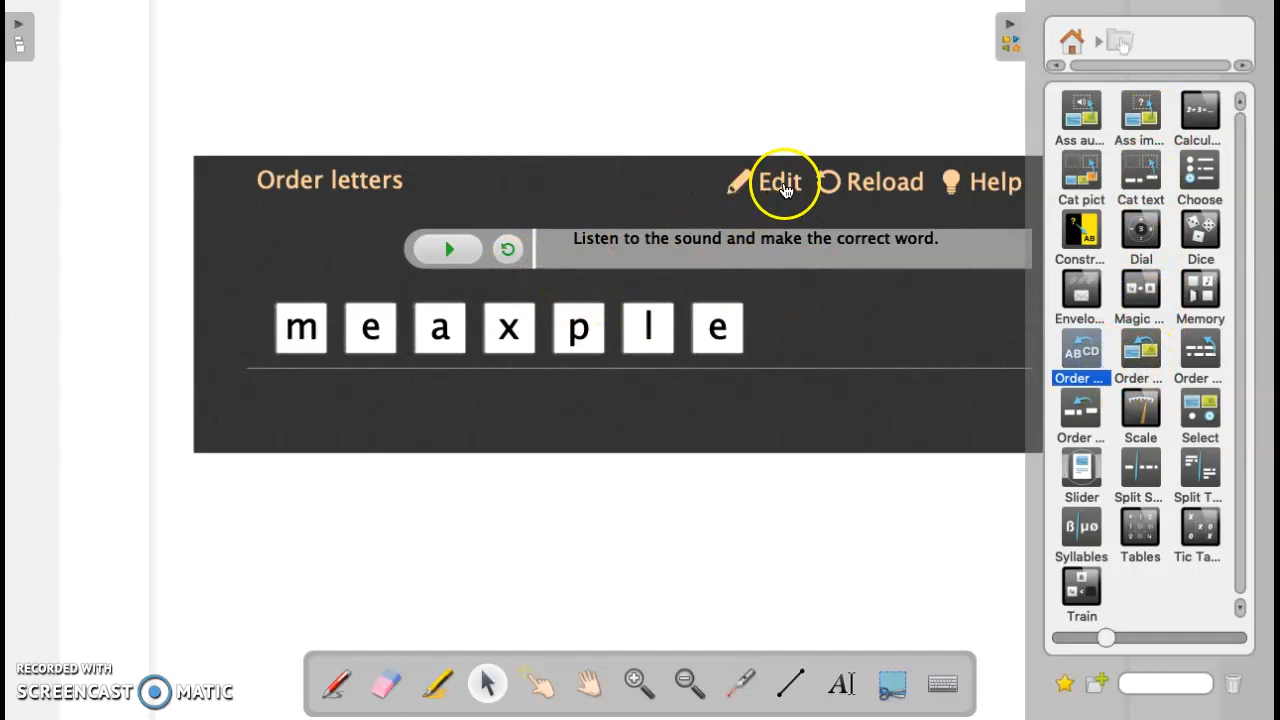 Order letters
Edit Reload Help
Listen to the sound and make the correct word.
m e a x p l e
Ass au... Ass im... Calcul...
Cat pict Cat text Choose
Constr... Dial Dice
Envelo... Magic ... Memory
ABCD
Order ... Order ... Order ...
Order ... Scale Select
Slider Split S... Split T...
Syllables Tables Tic Ta...
Train
RECORDED WITH
SCREENCAST MATIC